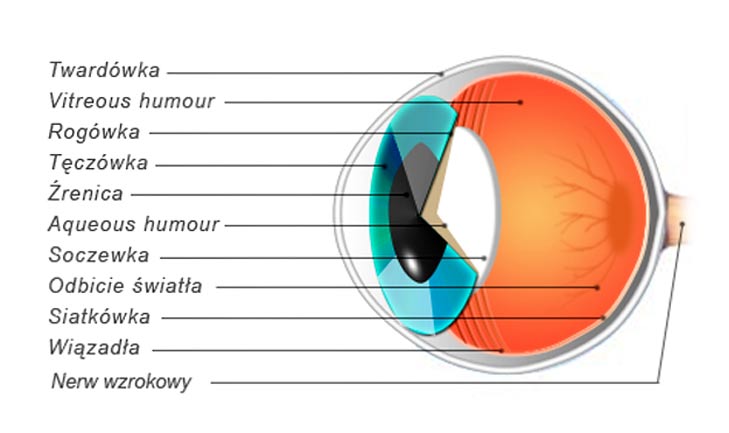 Twardówka
Vitreous humour
Rogówka
Tęczówka
Źrenica
Aqueous humour
Soczewka
Odbicie światła
Siatkówka
Wiązadła
Nerw wzrokowy